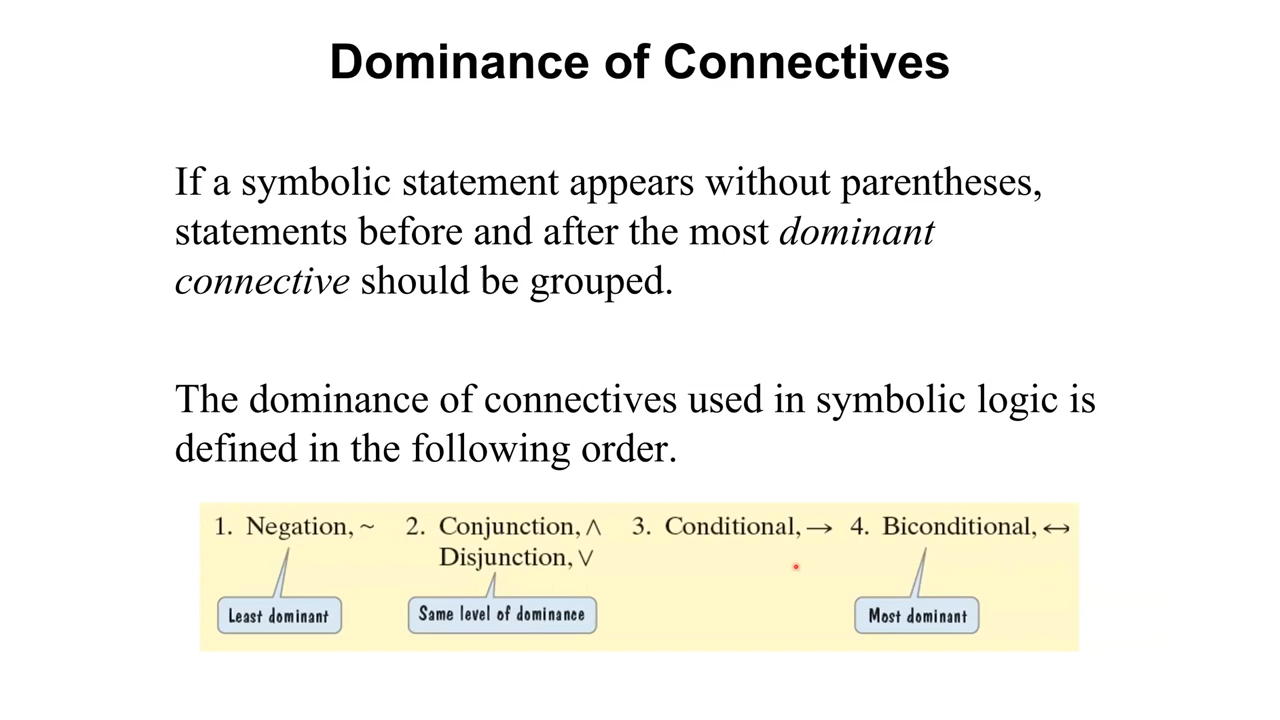 Dominance of Connectives
If a symbolic statement appears without parentheses,
statements before and after the most dominant
connective should be grouped.
The dominance of connectives used in symbolic logic is
defined in the following order.
1. Negation, ~ 2. Conjunction, ∧ 3. Conditional, → 4. Biconditional, ↔
Disjunction, ∨
Least dominant Same level of dominance Most dominant